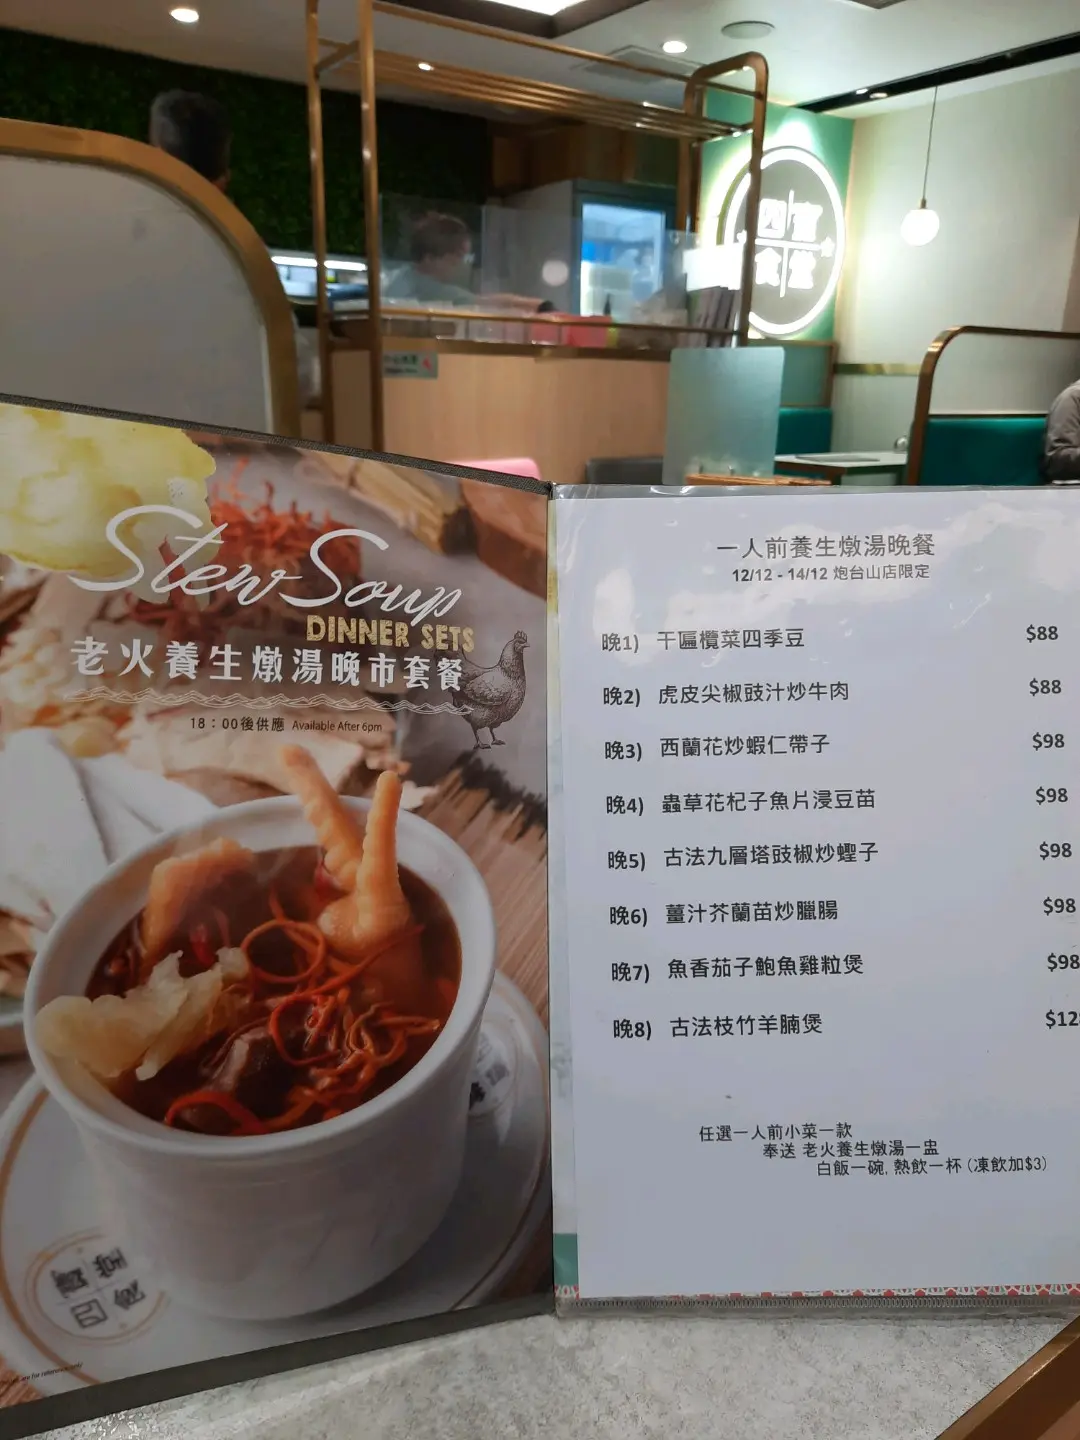 四寶
食堂
Stew Soup
DINNER SETS
老火養生燉湯晚市套餐
18：00後供應 Available After 6pm
一人前養生燉湯晚餐
12/12 - 14/12 炮台山店限定
晚1) 干逼欖菜四季豆 $88
晚2) 虎皮尖椒豉汁炒牛肉 $88
晚3) 西蘭花炒蝦仁帶子 $98
晚4) 蟲草花杞子魚片浸豆苗 $98
晚5) 古法九層塔豉椒炒蟶子 $98
晚6) 薑汁芥蘭苗炒臘腸 $98
晚7) 魚香茄子鮑魚雞粒煲 $98
晚8) 古法枝竹羊腩煲 $12
任選一人前小菜一款
奉送 老火養生燉湯一盅
白飯一碗, 熱飲一杯 (凍飲加$3)